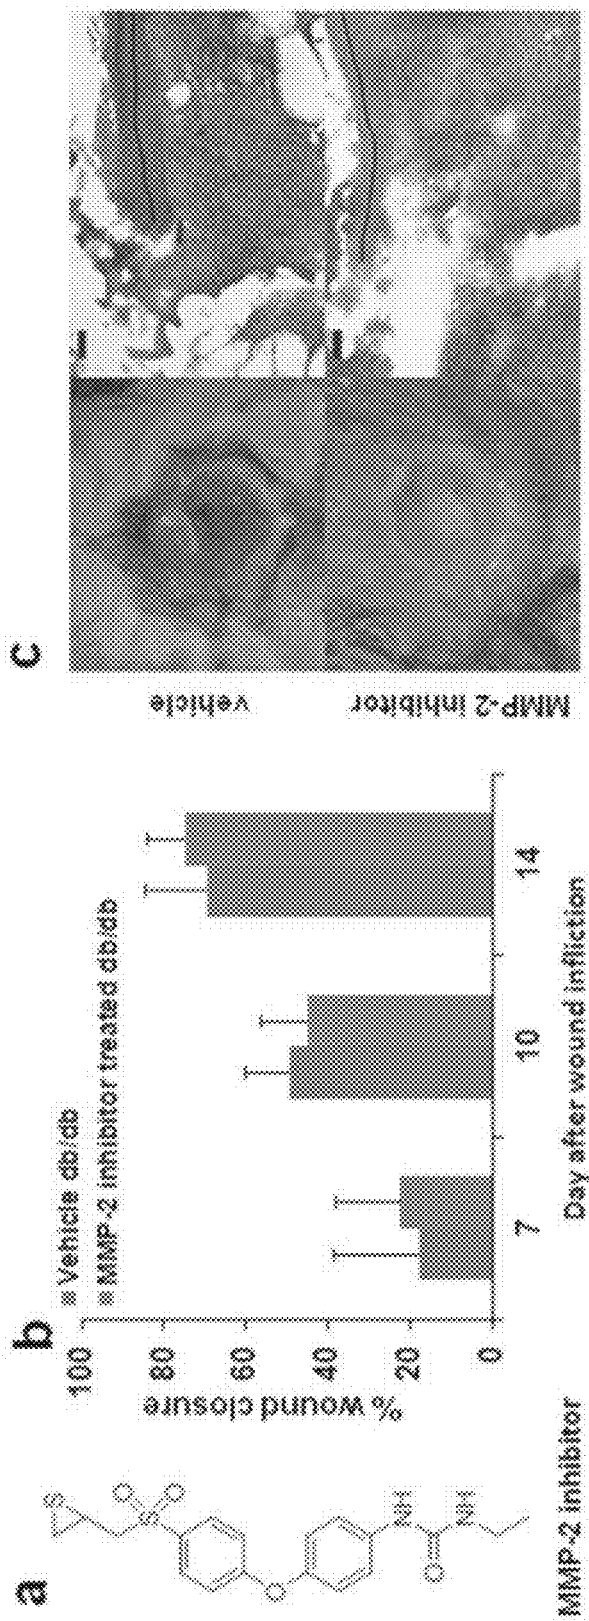 a
S
S
O
O
O
NH
O
NH
MMP-2 inhibitor
b
Vehicle db/db
MMP-2 inhibitor treated db/db
% wound closure
100
80
60
40
20
0
7
10
14
Day after wound infliction
c
vehicle
MMP-2 inhibitor